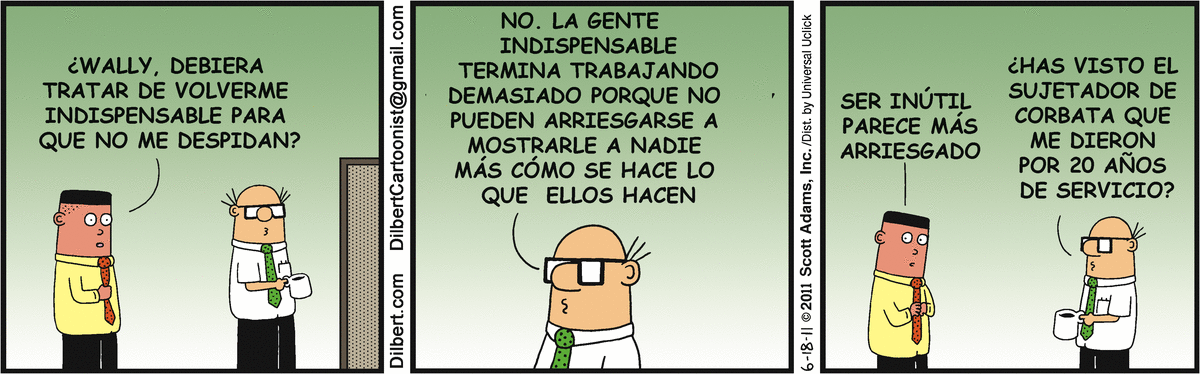 ¿WALLY, DEBIERA
TRATAR DE VOLVERME
INDISPENSABLE PARA
QUE NO ME DESPIDAN?
Dilbert.com DilbertCartoonist@gmail.com
NO. LA GENTE
INDISPENSABLE
TERMINA TRABAJANDO
DEMASIADO PORQUE NO
PUEDEN ARRIESGARSE A
MOSTRARLE A NADIE
MÁS CÓMO SE HACE LO
QUE ELLOS HACEN
6-18-11 © 2011 Scott Adams, Inc. /Dist. by Universal Uclick
SER INÚTIL
PARECE MÁS
ARRIESGADO
¿HAS VISTO EL
SUJETADOR DE
CORBATA QUE
ME DIERON
POR 20 AÑOS
DE SERVICIO?